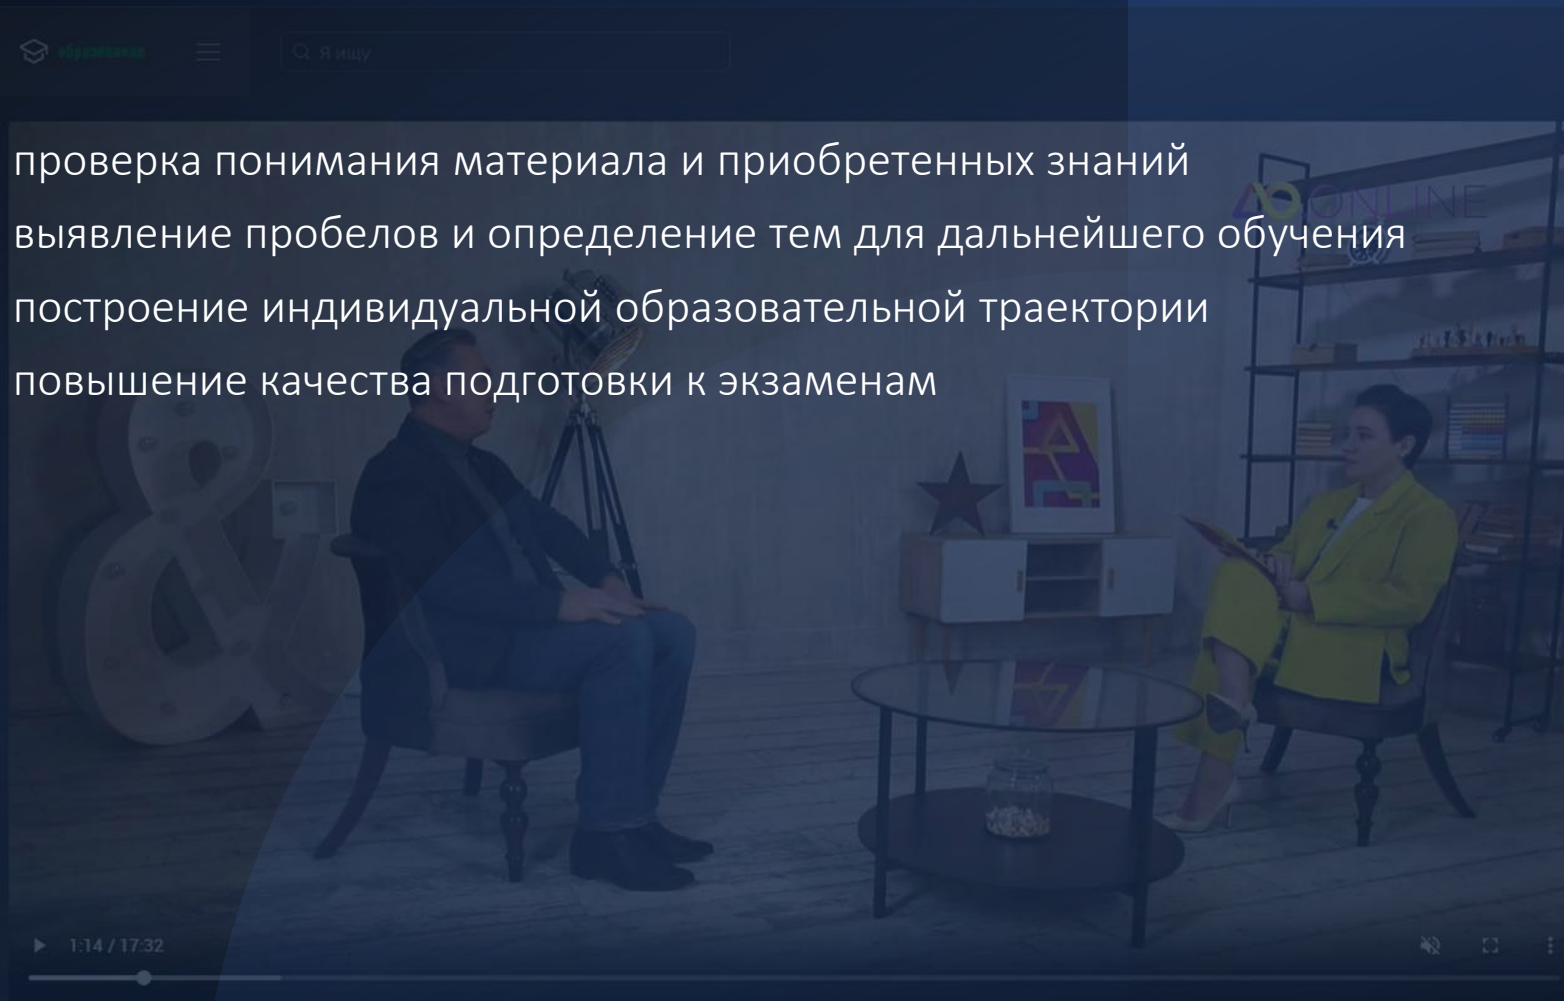 Я ищу
проверка понимания материала и приобретенных знаний
ONLINE
выявление пробелов и определение тем для дальнейшего обучения
построение индивидуальной образовательной траектории
повышение качества подготовки к экзаменам
1:14 / 17:32